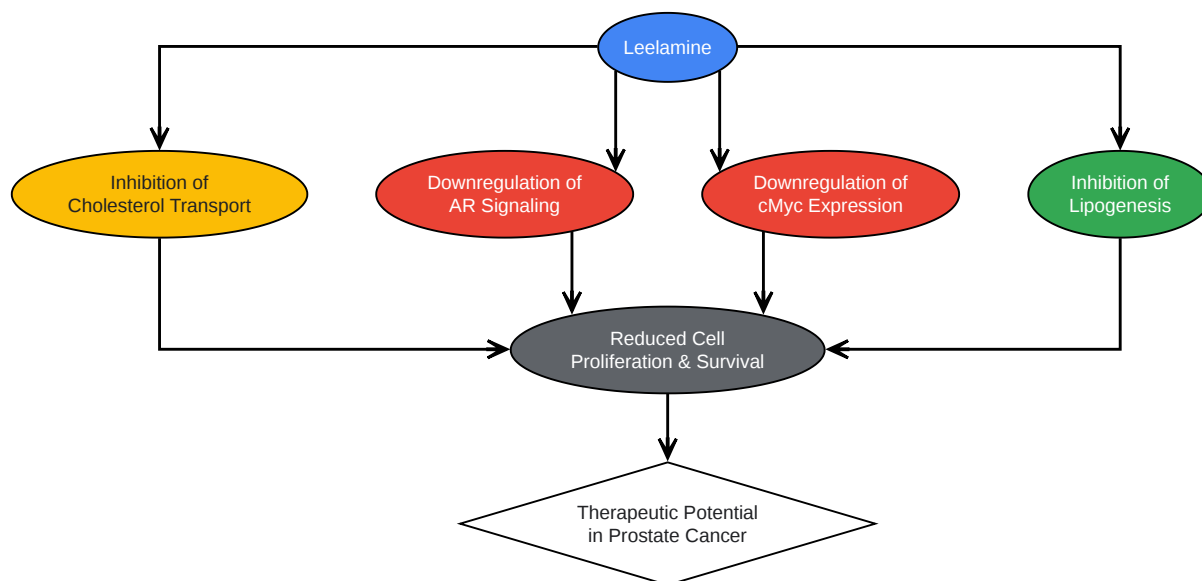 Leelamine
Inhibition of
Cholesterol Transport
Downregulation of
AR Signaling
Downregulation of
cMyc Expression
Inhibition of
Lipogenesis
Reduced Cell
Proliferation & Survival
Therapeutic Potential
in Prostate Cancer